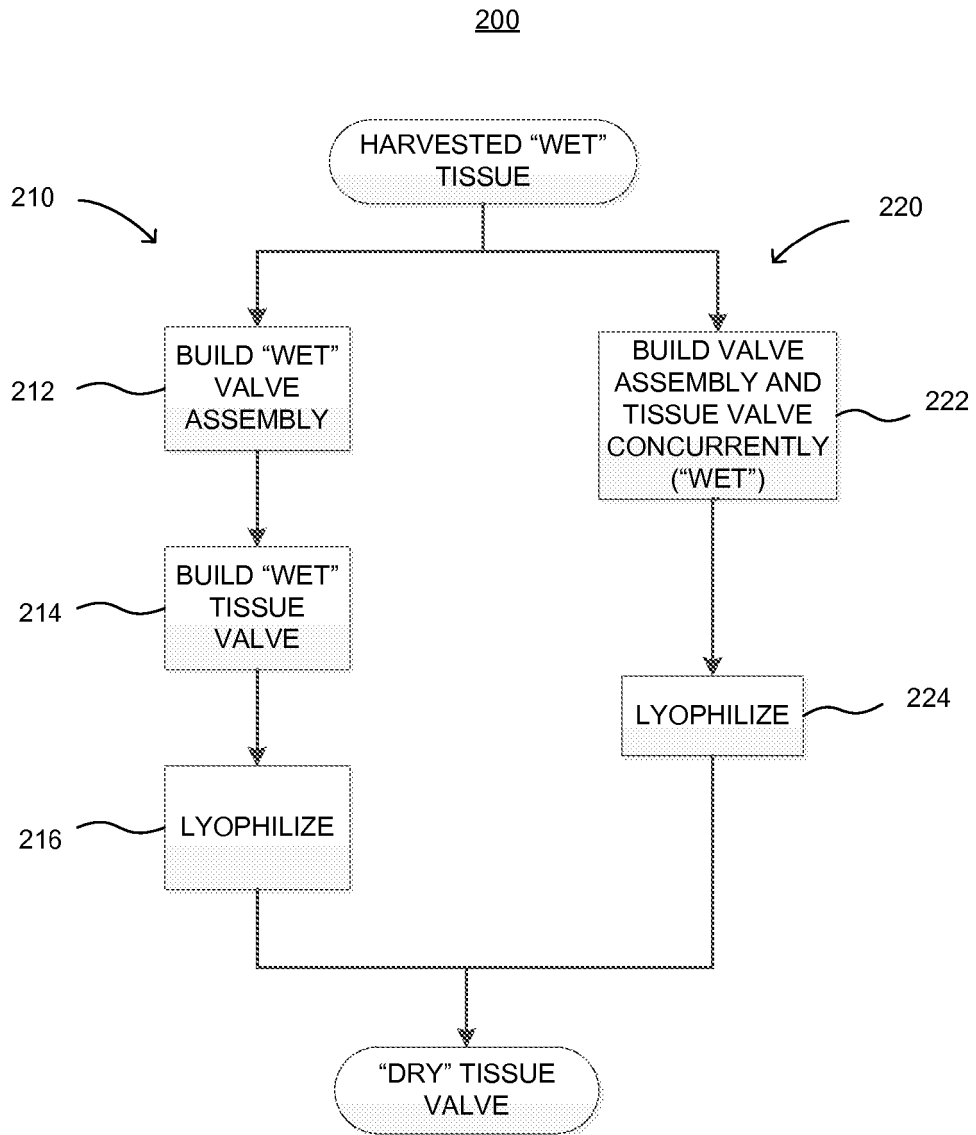 200
HARVESTED “WET”
TISSUE
210
220
BUILD “WET”
VALVE
ASSEMBLY
212
BUILD VALVE
ASSEMBLY AND
TISSUE VALVE
CONCURRENTLY
(“WET”)
222
BUILD “WET”
TISSUE
VALVE
214
LYOPHILIZE
224
LYOPHILIZE
216
“DRY” TISSUE
VALVE